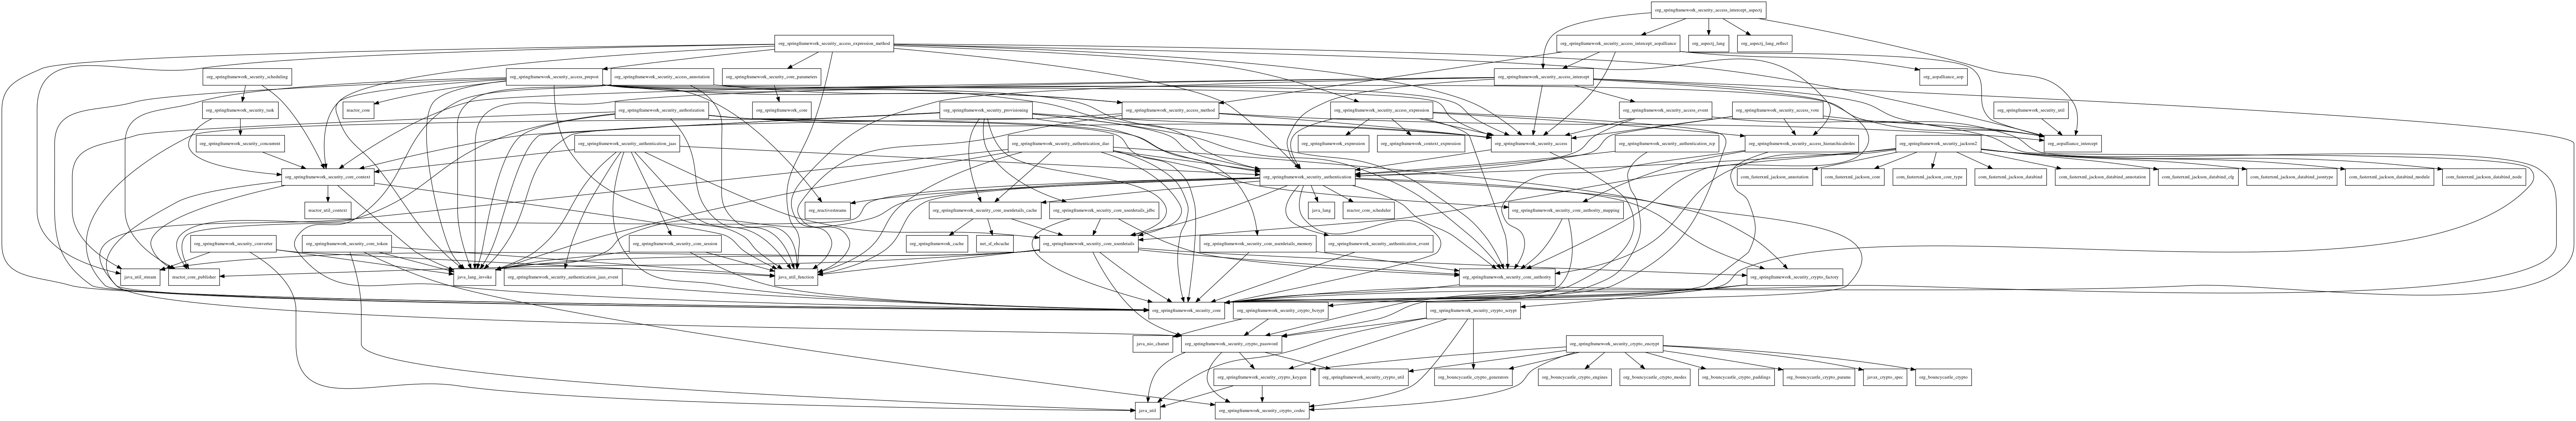 org_springframework_security_access_intercept_aspectj
org_springframework_security_access_expression_method
org_springframework_security_access_intercept_aopalliance
org_aspectj_lang
org_aspectj_lang_reflect
org_springframework_security_scheduling
org_springframework_security_access_prepost
org_springframework_security_access_annotation
org_springframework_security_core_parameters
org_springframework_security_access_intercept
org_aopalliance_aop
org_springframework_security_task
reactor_core
org_springframework_security_authorization
org_springframework_core
org_springframework_security_provisioning
org_springframework_security_access_method
org_springframework_security_access_expression
org_springframework_security_access_event
org_springframework_security_access_vote
org_springframework_security_util
org_springframework_security_concurrent
org_springframework_security_authentication_jaas
org_springframework_security_authentication_dao
org_springframework_security_access
org_springframework_expression
org_springframework_context_expression
org_springframework_security_authentication_rcp
org_springframework_security_access_hierarchicalroles
org_springframework_security_jackson2
org_aopalliance_intercept
org_springframework_security_core_context
org_springframework_security_authentication
com_fasterxml_jackson_annotation
com_fasterxml_jackson_core
com_fasterxml_jackson_core_type
com_fasterxml_jackson_databind
com_fasterxml_jackson_databind_annotation
com_fasterxml_jackson_databind_cfg
com_fasterxml_jackson_databind_jsontype
com_fasterxml_jackson_databind_module
com_fasterxml_jackson_databind_node
reactor_util_context
org_reactivestreams
org_springframework_security_core_userdetails_cache
org_springframework_security_core_userdetails_jdbc
java_lang
reactor_core_scheduler
org_springframework_security_core_authority_mapping
org_springframework_security_converter
org_springframework_security_core_token
org_springframework_security_core_session
org_springframework_cache
net_sf_ehcache
org_springframework_security_core_userdetails
org_springframework_security_core_userdetails_memory
org_springframework_security_authentication_event
java_util_stream
reactor_core_publisher
java_lang_invoke
org_springframework_security_authentication_jaas_event
java_util_function
org_springframework_security_core_authority
org_springframework_security_crypto_factory
org_springframework_security_core
org_springframework_security_crypto_bcrypt
org_springframework_security_crypto_scrypt
java_nio_charset
org_springframework_security_crypto_password
org_springframework_security_crypto_encrypt
org_springframework_security_crypto_keygen
org_springframework_security_crypto_util
org_bouncycastle_crypto_generators
org_bouncycastle_crypto_engines
org_bouncycastle_crypto_modes
org_bouncycastle_crypto_paddings
org_bouncycastle_crypto_params
javax_crypto_spec
org_bouncycastle_crypto
java_util
org_springframework_security_crypto_codec